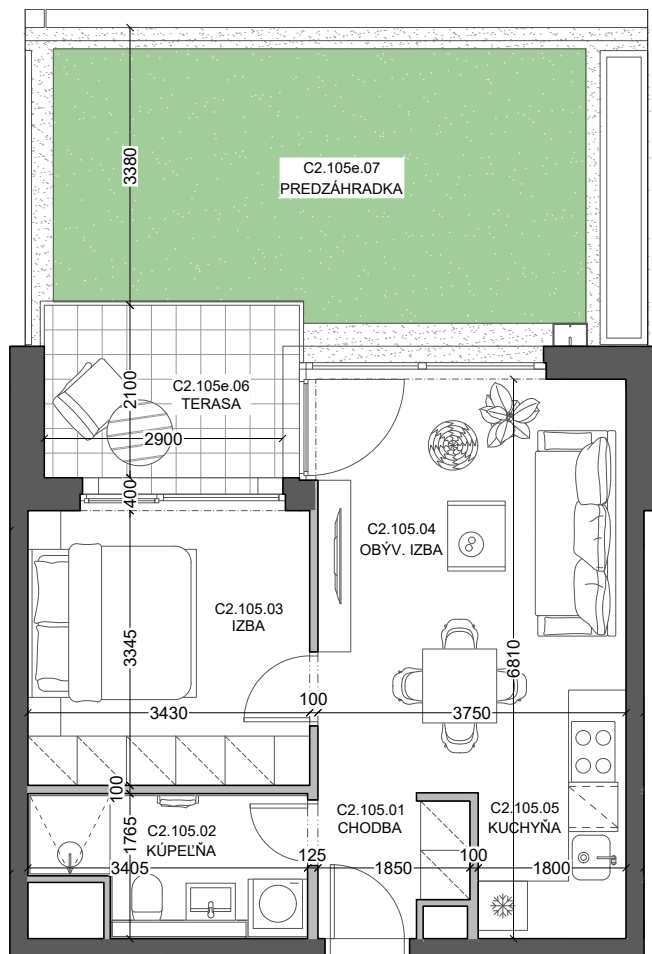 3380
C2.105e.07
PREDZÁHRADKA
2100
C2.105e.06
TERASA
2900
400
C2.105.04
OBÝV. IZBA
C2.105.03
IZBA
3345
6810
100
3430
3750
100
C2.105.02
KÚPEĽŇA
1765
C2.105.01
CHODBA
C2.105.05
KUCHYŇA
3405
125
1850
100
1800